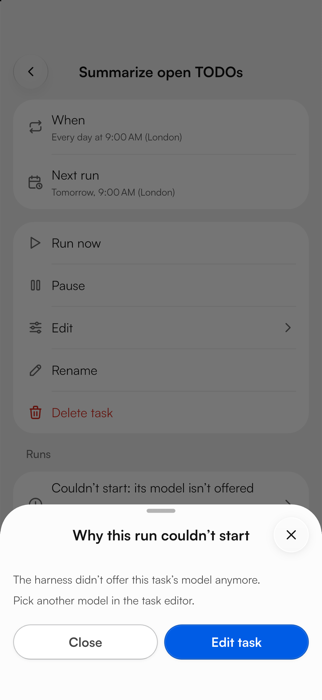 Summarize open TODOs
When
Every day at 9:00 AM (London)
Next run
Tomorrow, 9:00 AM (London)
Run now
Pause
Edit
Rename
Delete task
Runs
Couldn't start: its model isn't offered
Why this run couldn't start
The harness didn't offer this task's model anymore.
Pick another model in the task editor.
Close
Edit task